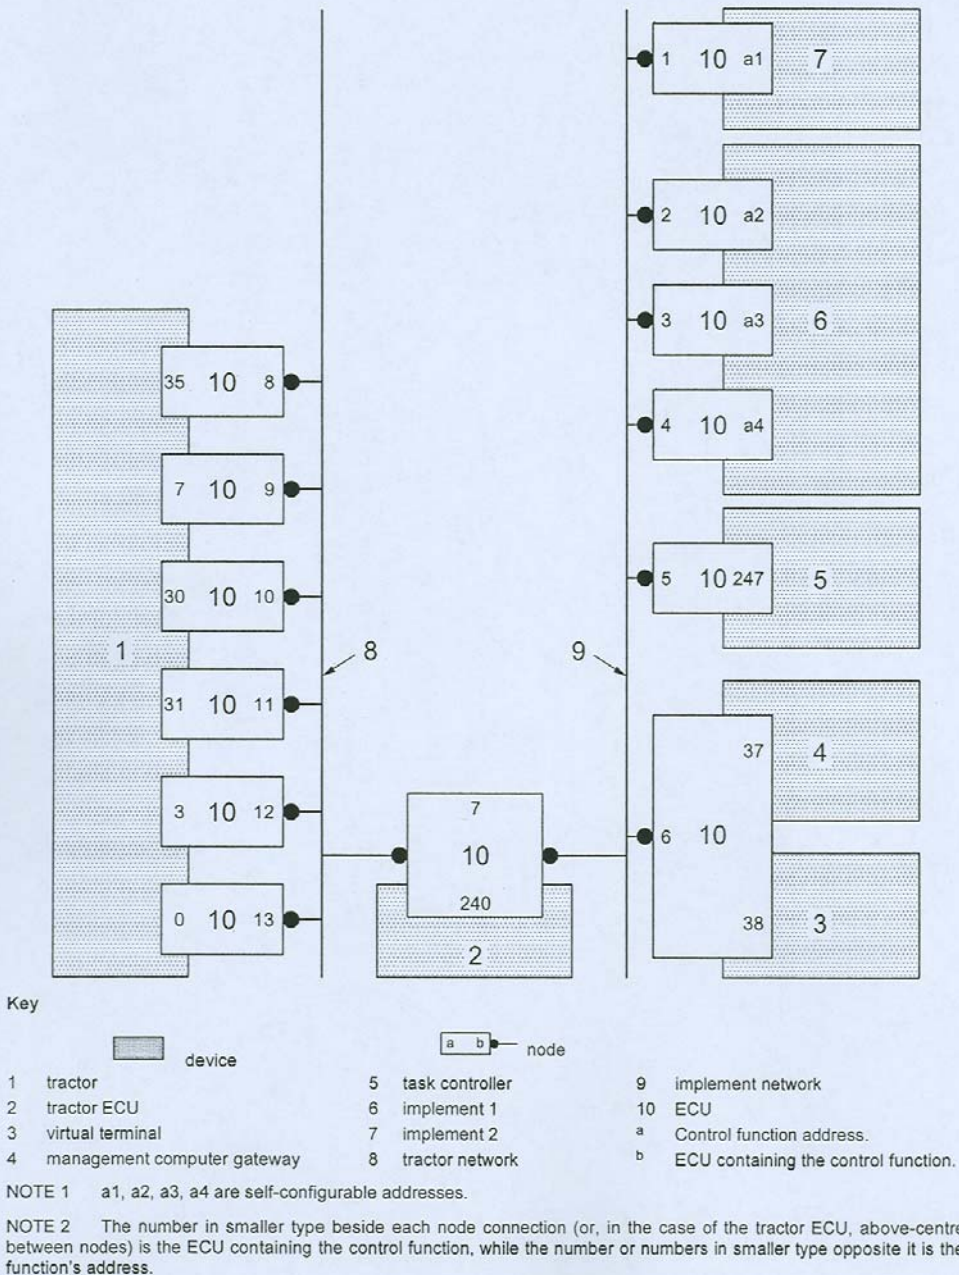 1 10 a1 7
2 10 a2
3 10 a3 6
4 10 a4
35 10 8
7 10 9
5 10 247 5
30 10 10
1
8
9
31 10 11
37 4
3 10 12
7
6 10
10
240
0 10 13
38 3
2
Key
device
a b node
1 tractor
2 tractor ECU
3 virtual terminal
4 management computer gateway
5 task controller
6 implement 1
7 implement 2
8 tractor network
9 implement network
10 ECU
a Control function address.
b ECU containing the control function.
NOTE 1 a1, a2, a3, a4 are self-configurable addresses.
NOTE 2 The number in smaller type beside each node connection (or, in the case of the tractor ECU, above-centre
between nodes) is the ECU containing the control function, while the number or numbers in smaller type opposite it is the
function's address.